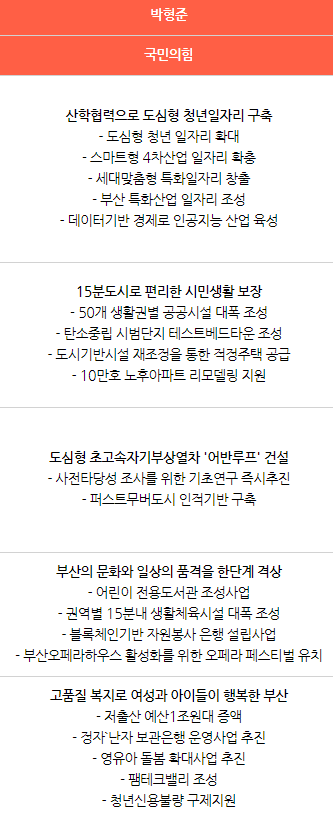 박형준
국민의힘
산학협력으로 도심형 청년일자리 구축
- 도심형 청년 일자리 확대
- 스마트형 4차산업 일자리 확충
- 세대맞춤형 특화일자리 창출
- 부산 특화산업 일자리 조성
- 데이터기반 경제로 인공지능 산업 육성
15분도시로 편리한 시민생활 보장
- 50개 생활권별 공공시설 대폭 조성
- 탄소중립 시범단지 테스트베드타운 조성
- 도시기반시설 재조정을 통한 적정주택 공급
- 10만호 노후아파트 리모델링 지원
도심형 초고속자기부상열차 '어반루프' 건설
- 사전타당성 조사를 위한 기초연구 즉시추진
- 퍼스트무버도시 인적기반 구축
부산의 문화와 일상의 품격을 한단계 격상
- 어린이 전용도서관 조성사업
- 권역별 15분내 생활체육시설 대폭 조성
- 블록체인기반 자원봉사 은행 설립사업
- 부산오페라하우스 활성화를 위한 오페라 페스티벌 유치
고품질 복지로 여성과 아이들이 행복한 부산
- 저출산 예산1조원대 증액
- 정자`난자 보관은행 운영사업 추진
- 영유아 돌봄 확대사업 추진
- 팸테크밸리 조성
- 청년신용불량 구제지원